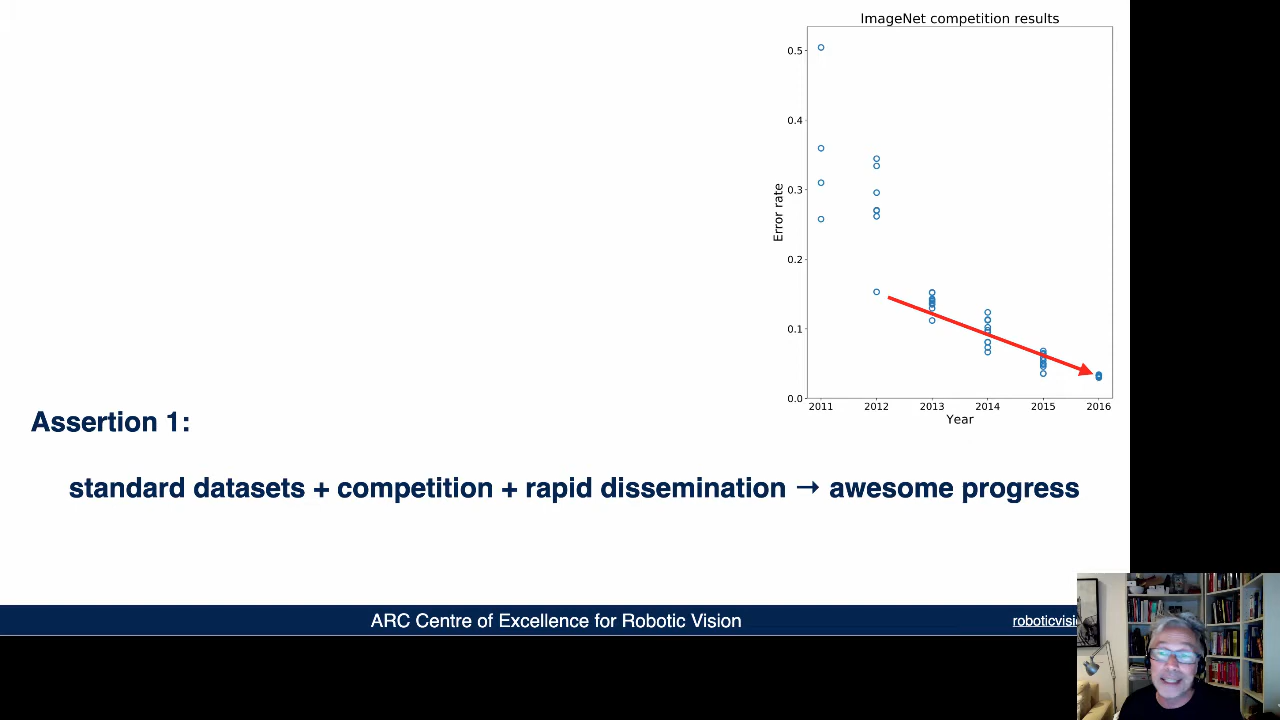 ImageNet competition results
0.5
0.4
0.3
0.2
0.1
0.0
Error rate
2011 2012 2013 2014 2015 2016
Year
Assertion 1:
standard datasets + competition + rapid dissemination → awesome progress
ARC Centre of Excellence for Robotic Vision
roboticvisi